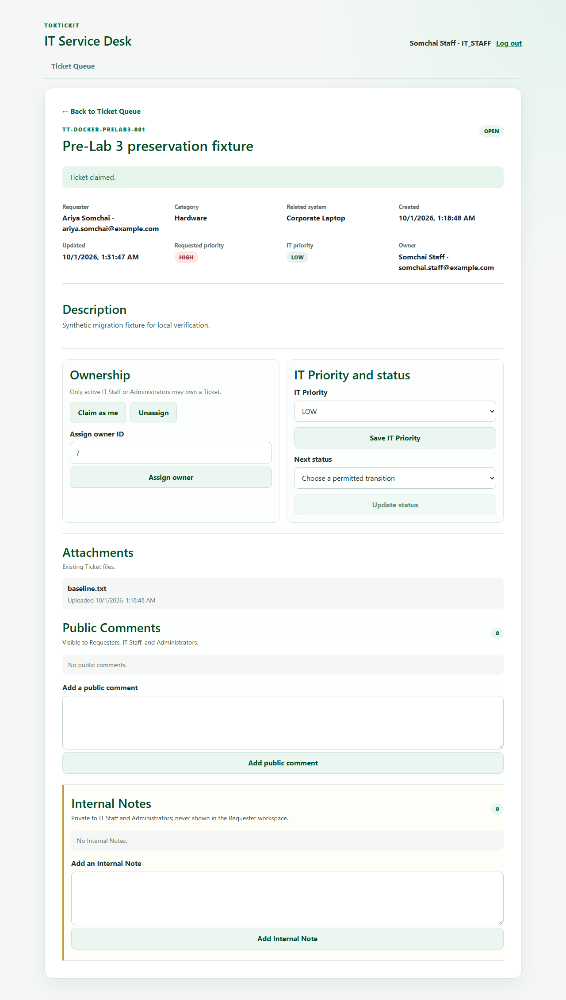 TOKTICKIT
IT Service Desk
Somchai Staff · IT_STAFF Log out
Ticket Queue
← Back to Ticket Queue
TT-DOCKER-PRELAB3-001
OPEN
Pre-Lab 3 preservation fixture
Ticket claimed.
Requester
Ariya Somchai ·
ariya.somchai@example.com
Category
Hardware
Related system
Corporate Laptop
Created
10/1/2026, 1:18:48 AM
Updated
10/1/2026, 1:31:47 AM
Requested priority
HIGH
IT priority
LOW
Owner
Somchai Staff ·
somchai.staff@example.com
Description
Synthetic migration fixture for local verification.
Ownership
Only active IT Staff or Administrators may own a Ticket.
Claim as me
Unassign
Assign owner ID
7
Assign owner
IT Priority and status
IT Priority
LOW
Save IT Priority
Next status
Choose a permitted transition
Update status
Attachments
Existing Ticket files.
baseline.txt
Uploaded 10/1/2026, 1:18:48 AM
Public Comments
Visible to Requesters, IT Staff, and Administrators.
0
No public comments.
Add a public comment
Add public comment
Internal Notes
Private to IT Staff and Administrators; never shown in the Requester workspace.
0
No Internal Notes.
Add an Internal Note
Add Internal Note